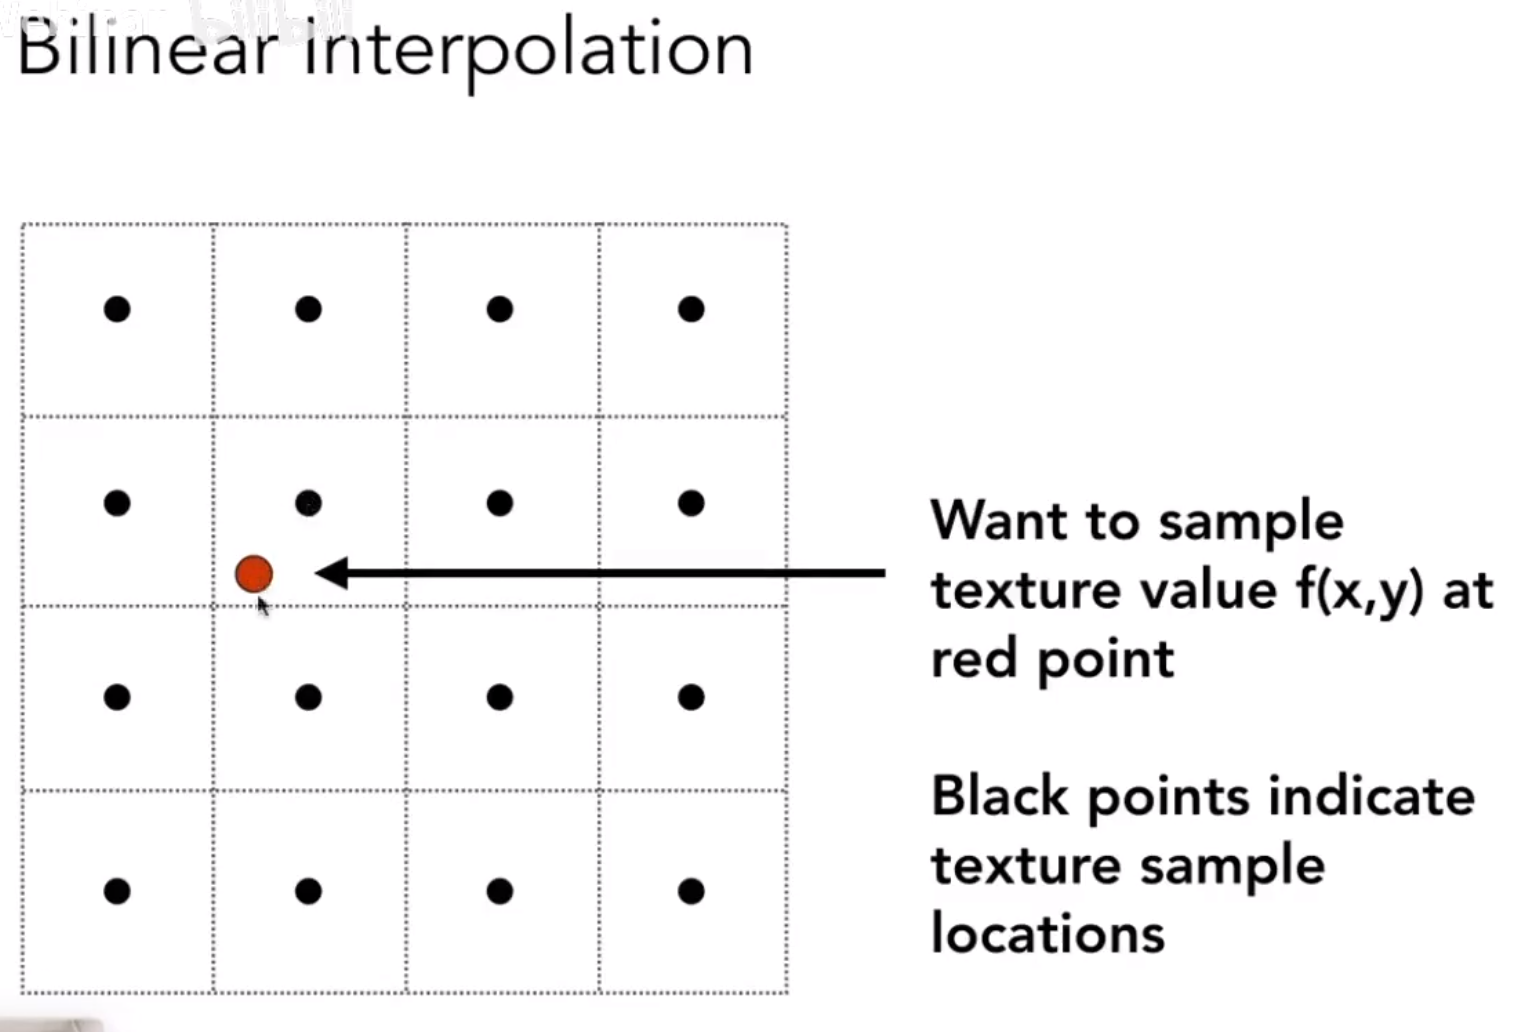 Bilinear Interpolation
Want to sample
texture value f(x,y) at
red point
Black points indicate
texture sample
locations